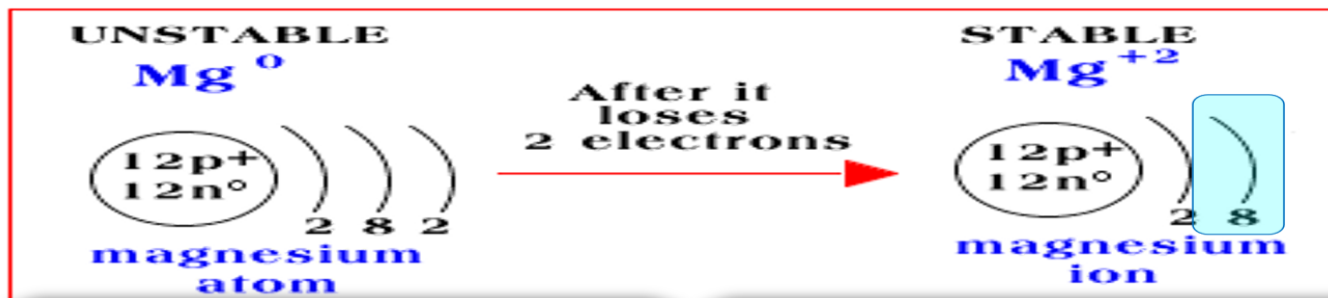 UNSTABLE
Mg 0
12p+
12n°
2 8 2
magnesium
atom
After it
loses
2 electrons
STABLE
Mg +2
12p+
12n°
2 8
magnesium
ion